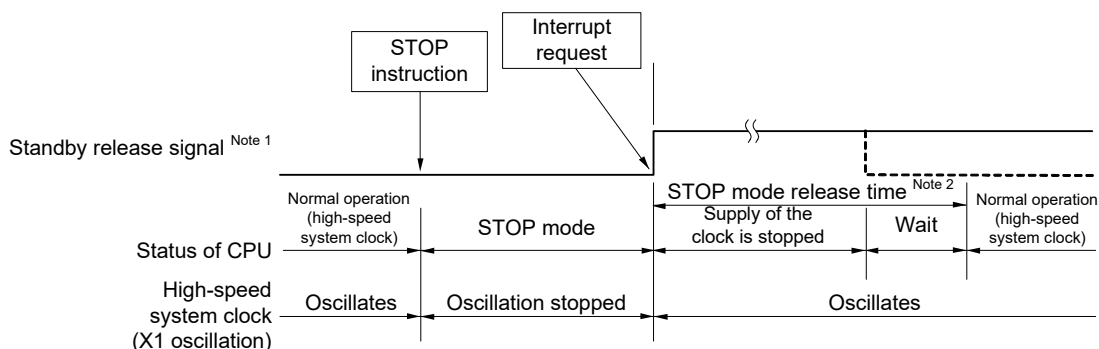 STOP
instruction
Interrupt
request
Standby release signal Note 1
STOP mode release time Note 2
Status of CPU
Normal operation
(high-speed
system clock)
STOP mode
Supply of the
clock is stopped
Wait
Normal operation
(high-speed
system clock)
High-speed
system clock
(X1 oscillation)
Oscillates
Oscillation stopped
Oscillates